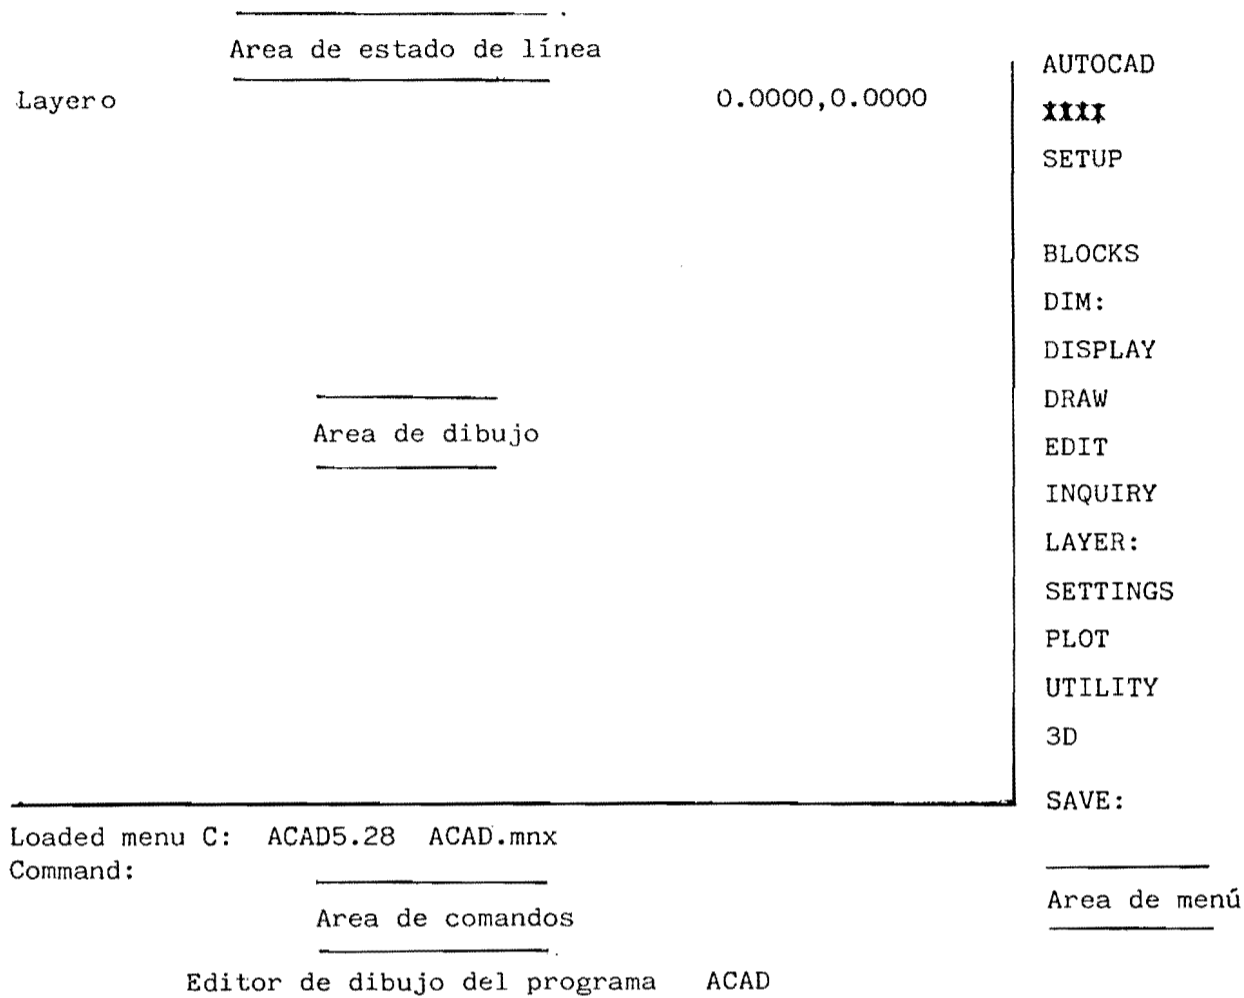 Area de estado de línea
Layer o 0.0000,0.0000
AUTOCAD
****
SETUP
BLOCKS
DIM:
DISPLAY
DRAW
EDIT
INQUIRY
LAYER:
SETTINGS
PLOT
UTILITY
3D
SAVE:
Area de menú
Area de dibujo
Loaded menu C: ACAD5.28 ACAD.mnx
Command:
Area de comandos
Editor de dibujo del programa ACAD